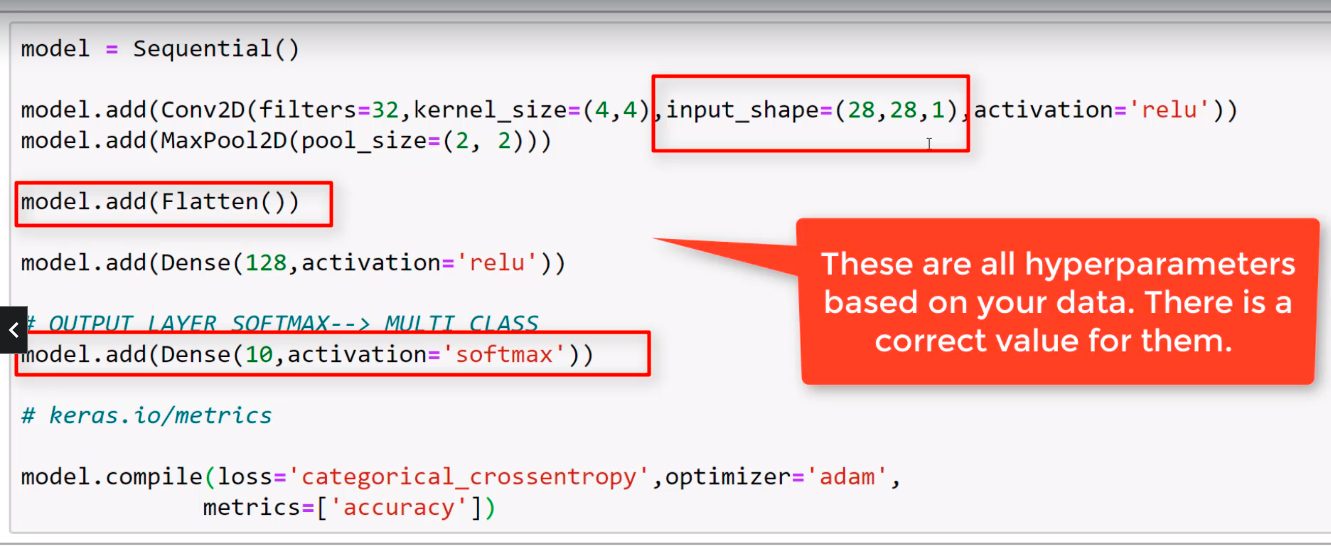 model = Sequential()
model.add(Conv2D(filters=32,kernel_size=(4,4),input_shape=(28,28,1),activation='relu'))
model.add(MaxPool2D(pool_size=(2, 2)))
model.add(Flatten())
model.add(Dense(128,activation='relu'))
# OUTPUT LAYER SOFTMAX--> MULTI CLASS
model.add(Dense(10,activation='softmax'))
# keras.io/metrics
model.compile(loss='categorical_crossentropy',optimizer='adam',
metrics=['accuracy'])
These are all hyperparameters
based on your data. There is a
correct value for them.